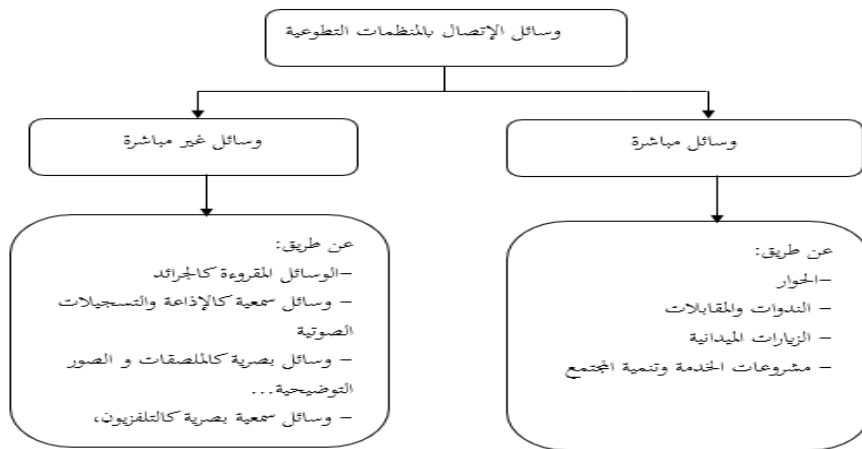 وسائل الإتصال بالمنظمات التطوعية
وسائل مباشرة
وسائل غير مباشرة
عن طريق:
-الحوار
- الندوات والمقابلات
- الزيارات الميدانية
- مشروعات الخدمة وتنمية المجتمع
عن طريق:
-الوسائل المقروءة كالجرائد
- وسائل سمعية كالإذاعة والتسجيلات
الصوتية
- وسائل بصرية كالملصقات و الصور
التوضيحية...
- وسائل سمعية بصرية كالتلفزيون،